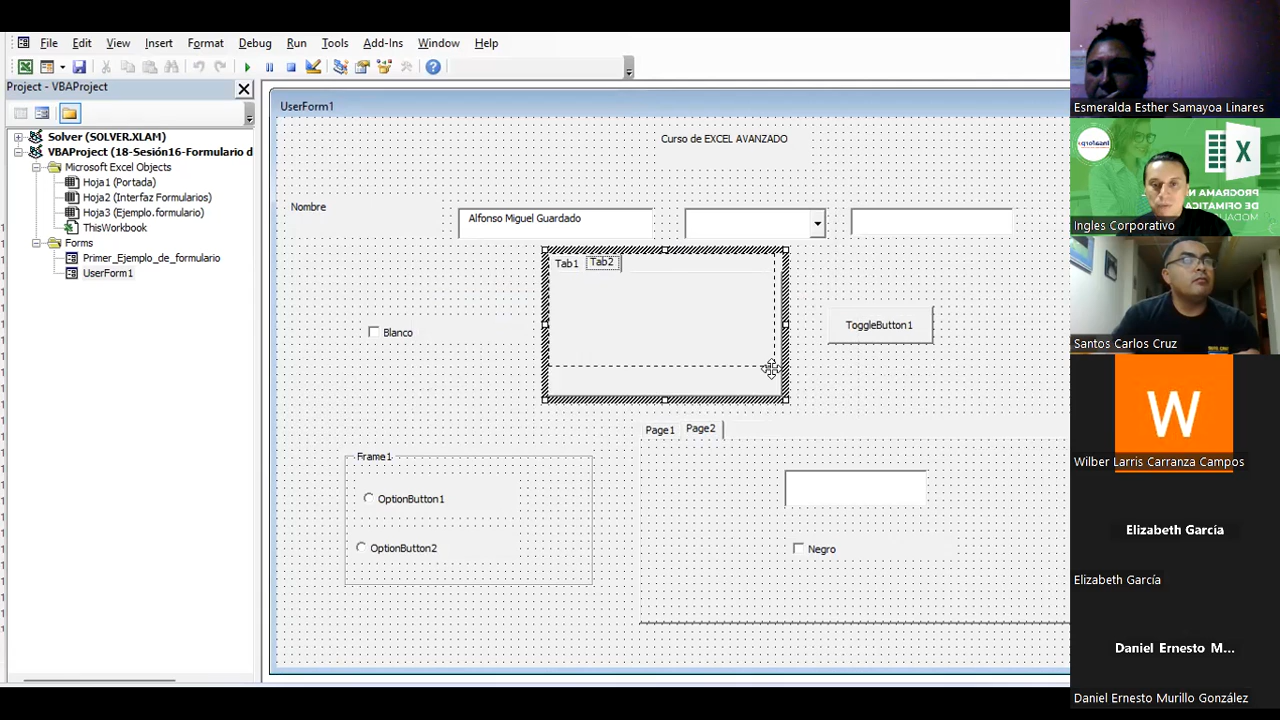 File Edit View Insert Format Debug Run Tools Add-Ins Window Help
Project - VBAProject
Solver (SOLVER.XLAM)
VBAProject (18-Sesión16-Formulario d
Microsoft Excel Objects
Hoja1 (Portada)
Hoja2 (Interfaz Formularios)
Hoja3 (Ejemplo.formulario)
ThisWorkbook
Forms
Primer_Ejemplo_de_formulario
UserForm1
UserForm1
Curso de EXCEL AVANZADO
Nombre
Alfonso Miguel Guardado
Tab1 Tab2
Blanco
ToggleButton1
Page1 Page2
Frame1
OptionButton1
OptionButton2
Negro
Esmeralda Esther Samayoa Linares
X
PROGRAMA N
DE OFIMATICA
MODAL
Ingles Corporativo
Santos Carlos Cruz
W
Wilber Larris Carranza Campos
Elizabeth García
Elizabeth García
Daniel Ernesto M...
Daniel Ernesto Murillo González